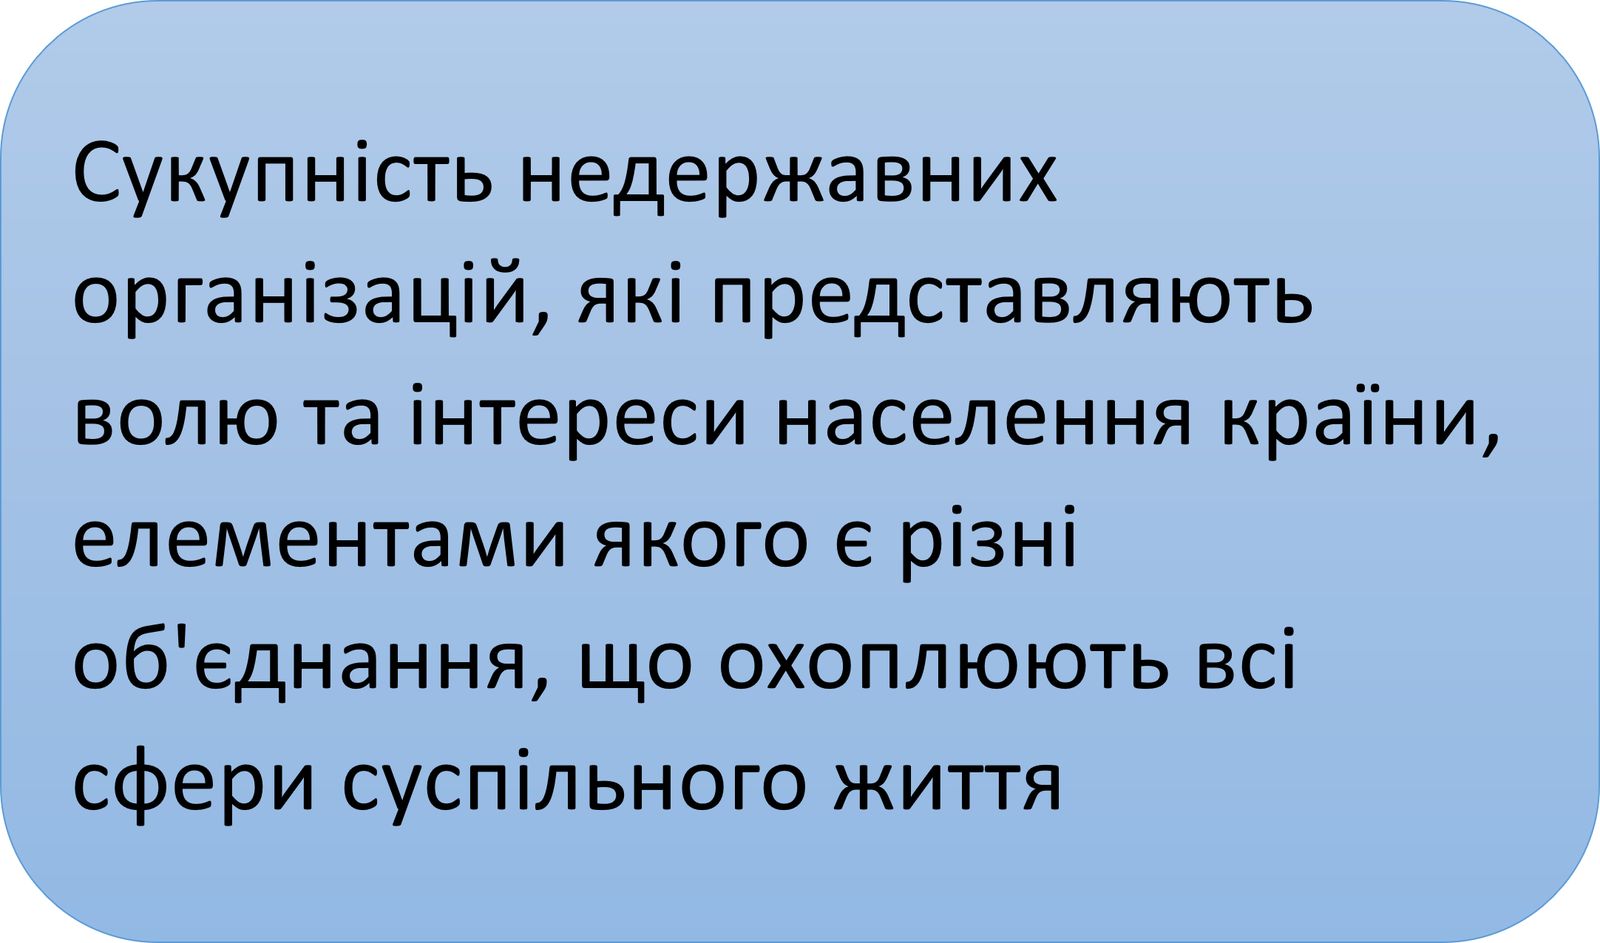 Сукупність недержавних
організацій, які представляють
волю та інтереси населення країни,
елементами якого є різні
об'єднання, що охоплюють всі
сфери суспільного життя